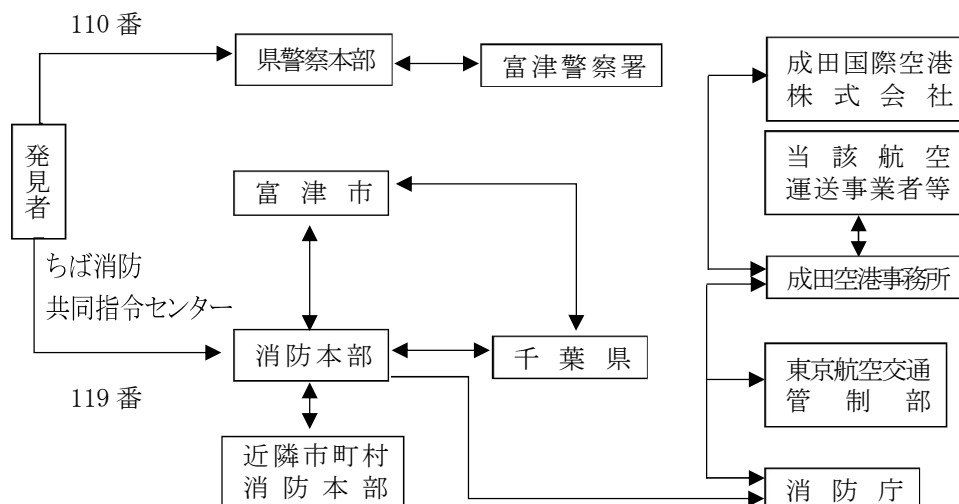 110 番
県警察本部
富津警察署
成田国際空港
株式会社
発見者
当該航空
運送事業者等
富津市
ちば消防
共同指令センター
成田空港事務所
消防本部
千葉県
東京航空交通
管制部
119 番
近隣市町村
消防本部
消防庁